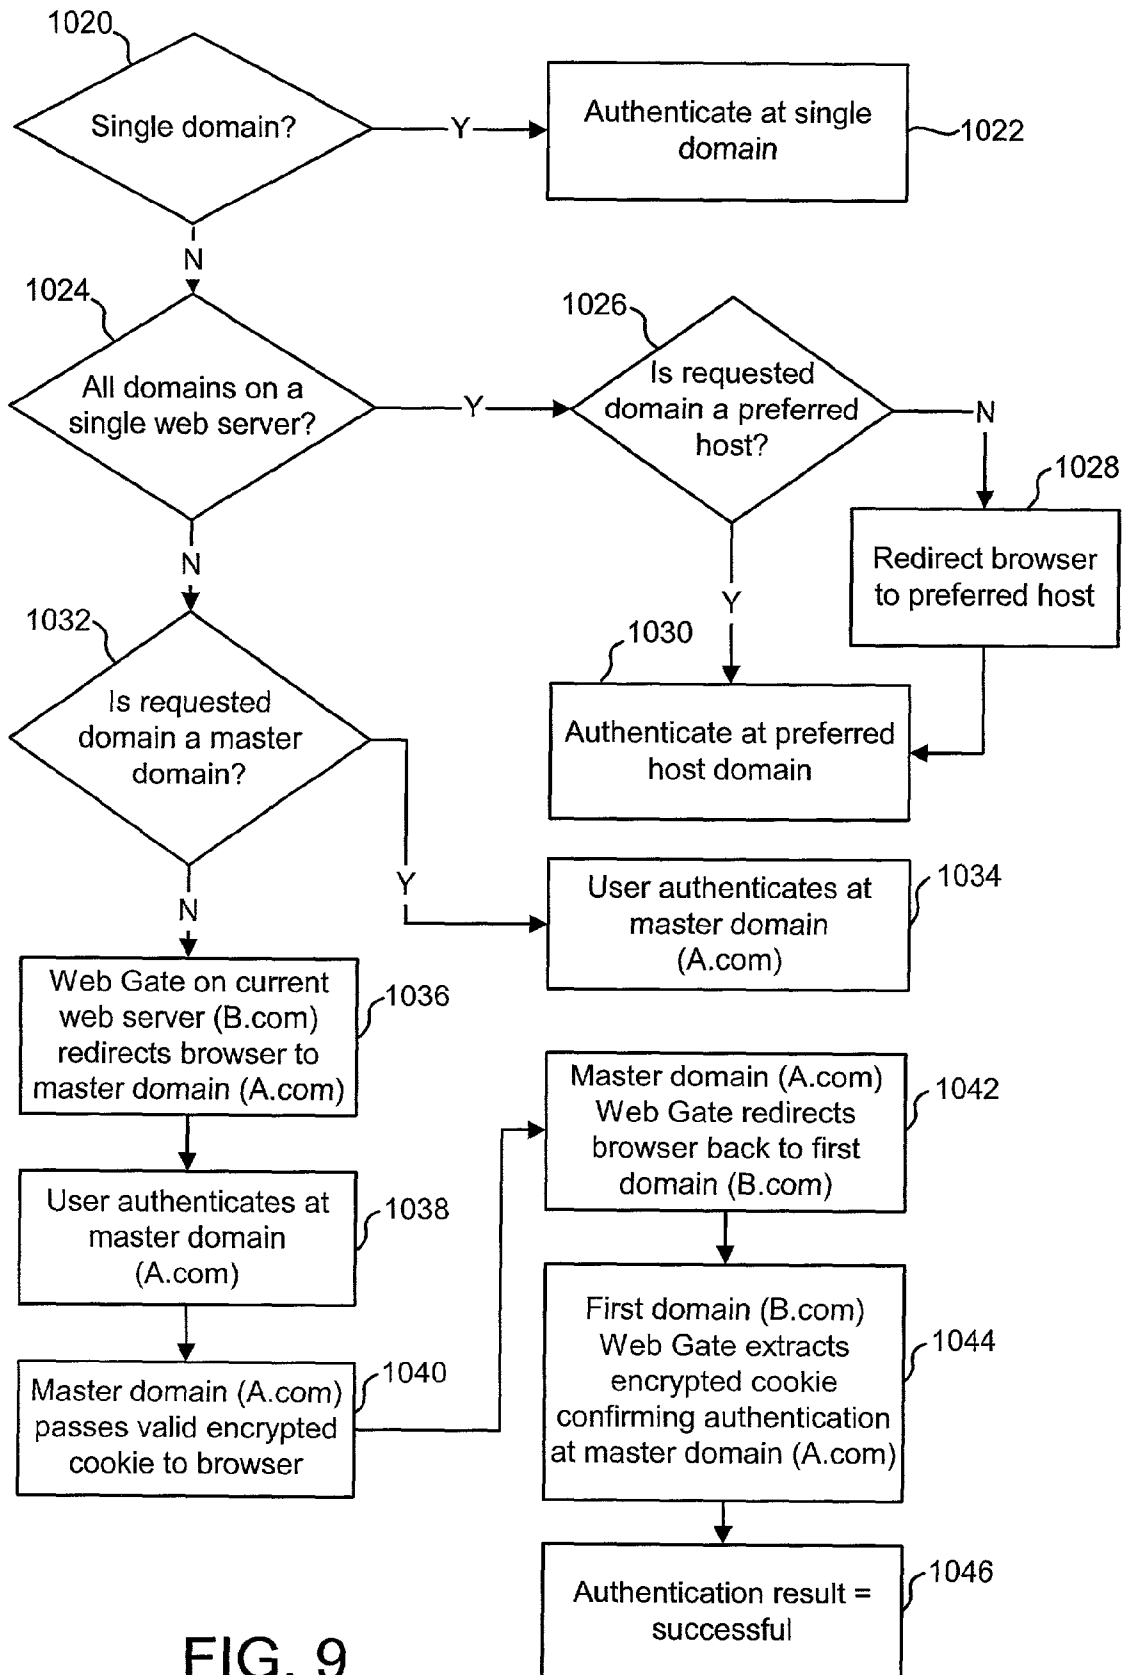 1020
Single domain?
Y
Authenticate at single
domain
1022
N
1024
All domains on a
single web server?
Y
1026
Is requested
domain a preferred
host?
N
1028
Redirect browser
to preferred host
Y
1030
Authenticate at preferred
host domain
N
1032
Is requested
domain a master
domain?
Y
1034
User authenticates at
master domain
(A.com)
N
Web Gate on current
web server (B.com)
redirects browser to
master domain (A.com)
1036
User authenticates at
master domain
(A.com)
1038
Master domain (A.com)
passes valid encrypted
cookie to browser
1040
Master domain (A.com)
Web Gate redirects
browser back to first
domain (B.com)
1042
First domain (B.com)
Web Gate extracts
encrypted cookie
confirming authentication
at master domain (A.com)
1044
Authentication result =
successful
1046
FIG. 9